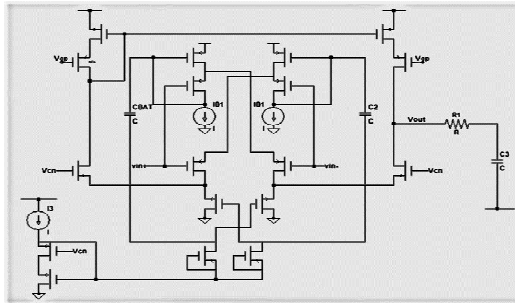 Vgp
Vgp
CBAT
C
IB1
I
IB1
I
C2
C
Vout
R1
R
C3
C
Vin+
Vin-
Vcn
Vcn
I3
I
Vcn